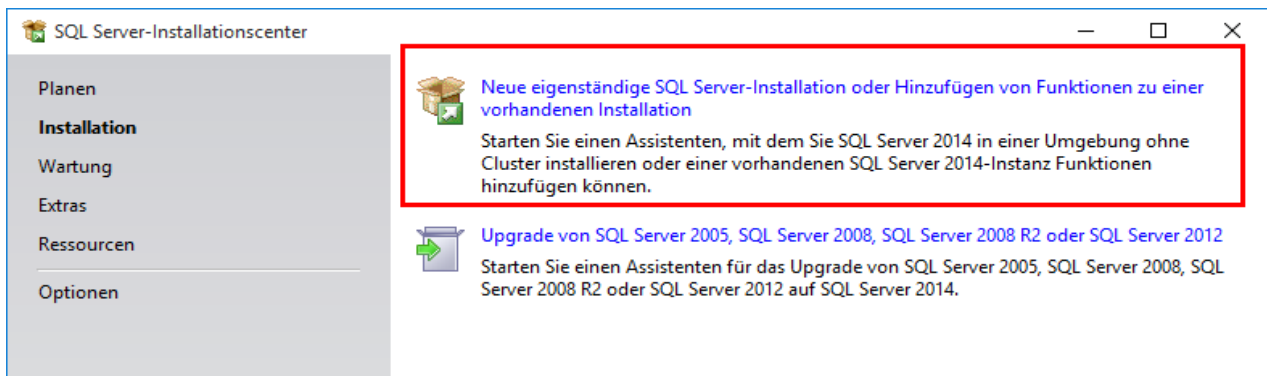 SQL Server-Installationscenter
Planen
Installation
Wartung
Extras
Ressourcen
Optionen
Neue eigenständige SQL Server-Installation oder Hinzufügen von Funktionen zu einer
vorhandenen Installation
Starten Sie einen Assistenten, mit dem Sie SQL Server 2014 in einer Umgebung ohne
Cluster installieren oder einer vorhandenen SQL Server 2014-Instanz Funktionen
hinzufügen können.
Upgrade von SQL Server 2005, SQL Server 2008, SQL Server 2008 R2 oder SQL Server 2012
Starten Sie einen Assistenten für das Upgrade von SQL Server 2005, SQL Server 2008, SQL
Server 2008 R2 oder SQL Server 2012 auf SQL Server 2014.